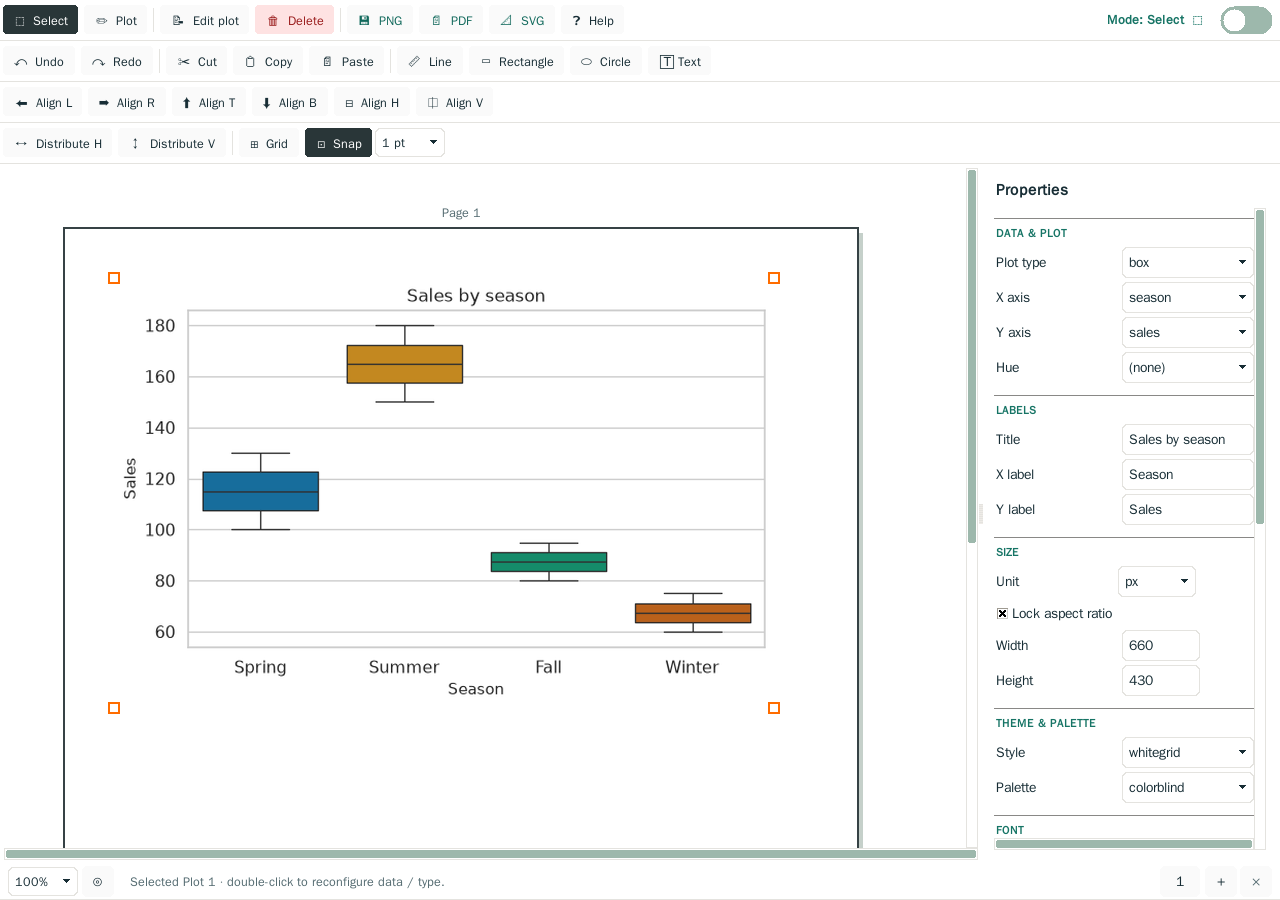 Select Plot Edit plot Delete PNG PDF SVG ? Help Mode: Select
Undo Redo Cut Copy Paste Line Rectangle Circle T Text
Align L Align R Align T Align B Align H Align V
Distribute H Distribute V Grid Snap 1 pt
Page 1
Sales by season
180
160
140
120
100
80
60
Sales
Spring Summer Fall Winter
Season
Properties
DATA & PLOT
Plot type box
X axis season
Y axis sales
Hue (none)
LABELS
Title Sales by season
X label Season
Y label Sales
SIZE
Unit px
Lock aspect ratio
Width 660
Height 430
THEME & PALETTE
Style whitegrid
Palette colorblind
FONT
100% Selected Plot 1 · double-click to reconfigure data / type. 1 + ×